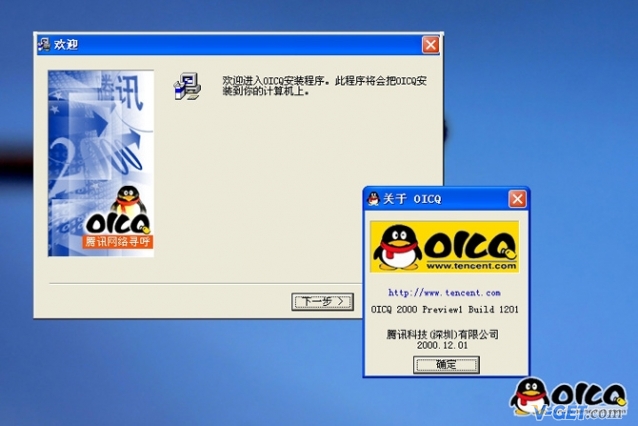 欢迎
腾讯
2000
OICQ
腾讯网络寻呼
欢迎进入OICQ安装程序。此程序将会把OICQ安
装到你的计算机上。
下一步 >
关于 OICQ
OICQ
www.tencent.com
http://www.tencent.com
OICQ 2000 Preview1 Build 1201
腾讯科技(深圳)有限公司
2000.12.01
确定
OICQ
V-GET.com